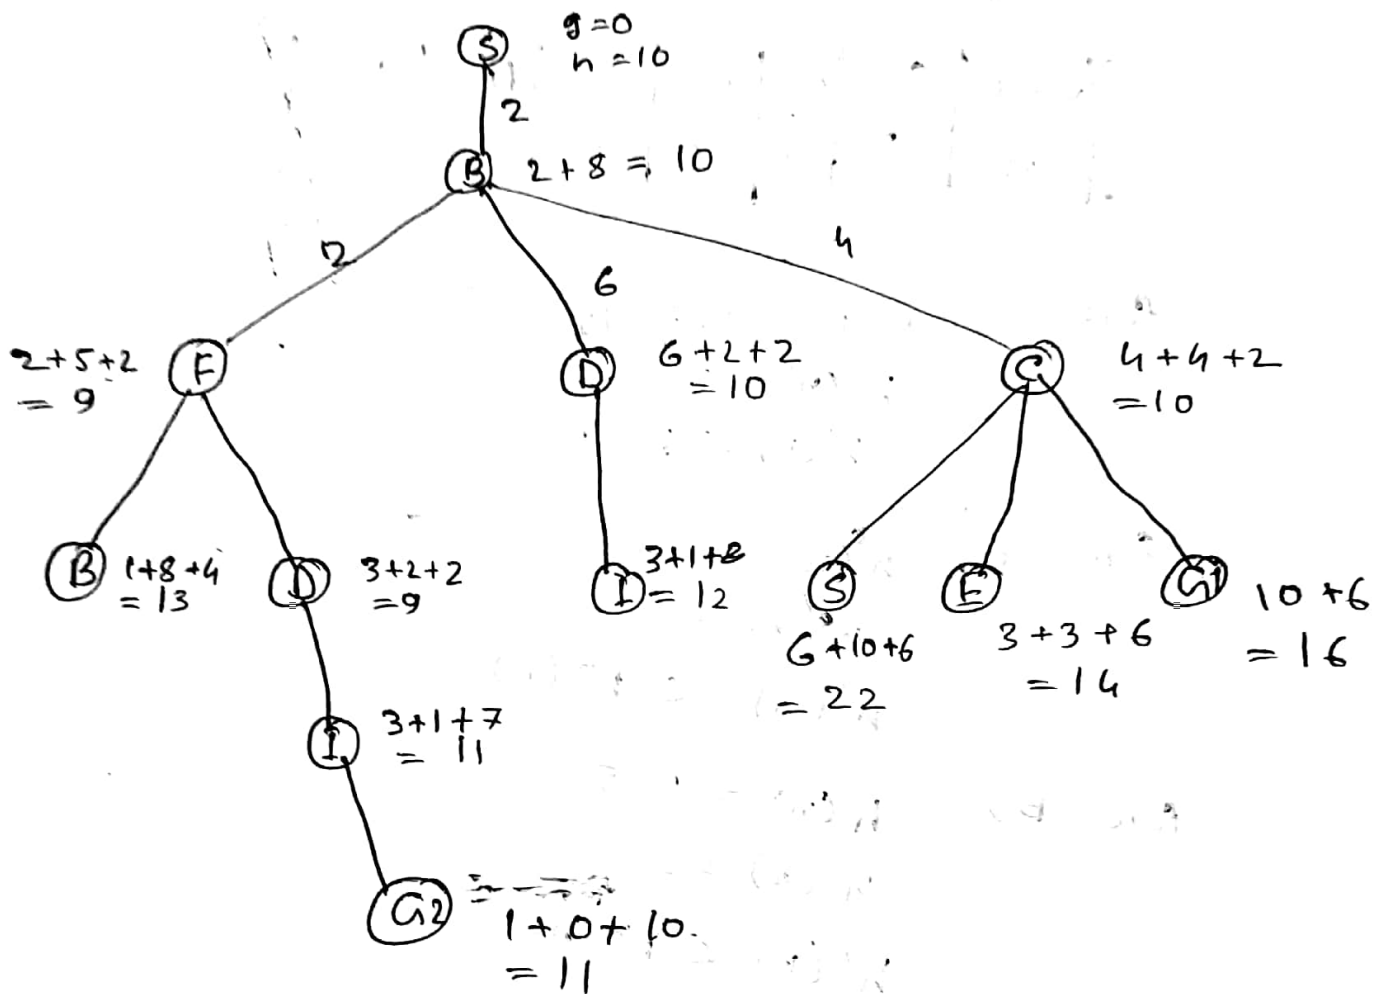 S
g=0
h=10
2
B
2+8=10
2
6
4
2+5+2
=9
F
D
6+2+2
=10
C
4+4+2
=10
B
1+8+4
=13
D
3+2+2
=9
I
3+1+8
=12
S
6+10+6
=22
E
3+3+6
=14
G1
10+6
=16
I
3+1+7
=11
G2
1+0+10
=11